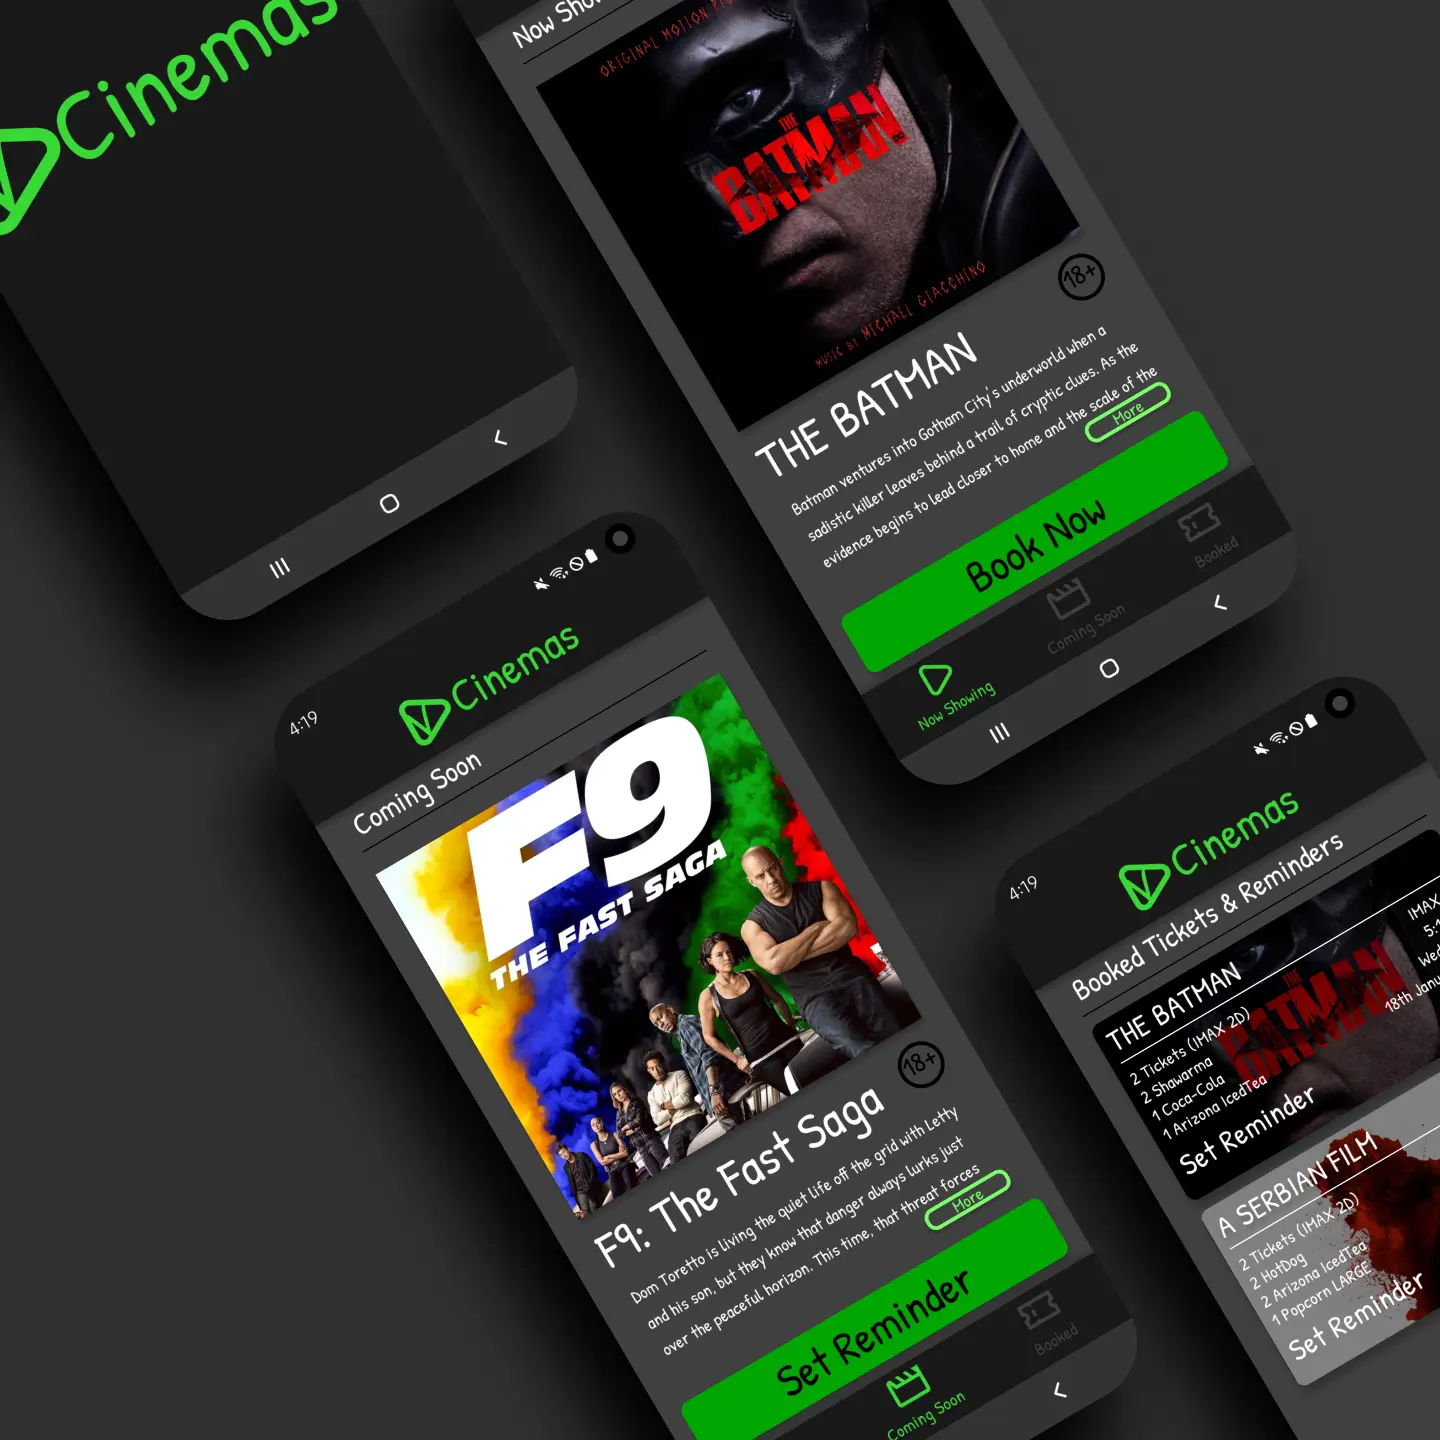 Cinemas
Now
ORIGINAL MOTION
THE
BATMAN
MUSIC BY MICHAEL GIACCHINO
18+
THE BATMAN
Batman ventures into Gotham City's underworld when a
sadistic killer leaves behind a trail of cryptic clues. As the
evidence begins to lead closer to home and the scale of the
More
Book Now
Now Showing
Coming Soon
Booked
4:19
Cinemas
Coming Soon
F9
THE FAST SAGA
18+
F9: The Fast Saga
Dom Toretto is living the quiet life off the grid with Letty
and his son, but they know that danger always lurks just
over the peaceful horizon. This time, that threat forces
More
Set Reminder
Coming Soon
Booked
4:19
Cinemas
Booked Tickets & Reminders
THE BATMAN
IMAX
5:1
Wed
18th Janu
THE
BATMAN
2 Tickets (IMAX 2D)
2 Shawarma
1 Coca-Cola
1 Arizona IcedTea
Set Reminder
A SERBIAN FILM
2 Tickets (IMAX 2D)
2 HotDog
2 Arizona IcedTea
1 Popcorn LARGE
Set Reminder